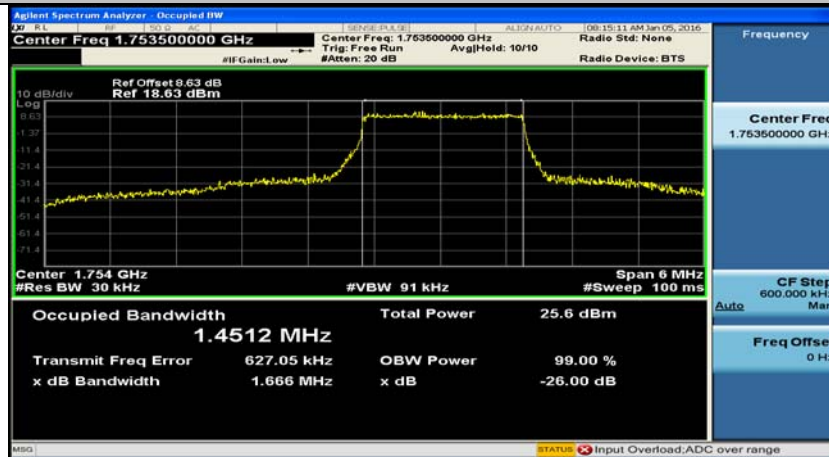 Agilent Spectrum Analyzer - Occupied BW
LXI RL RF 50 Ω AC SENSE:PULSE ALIGN AUTO 08:15:11 AM Jan 05, 2016
Center Freq 1.753500000 GHz Center Freq: 1.753500000 GHz Radio Std: None Frequency
Trig: Free Run Avg|Hold: 10/10
#IFGain:Low #Atten: 20 dB Radio Device: BTS
Ref Offset 8.63 dB
10 dB/div Ref 18.63 dBm
Log
8.63
-1.37
-11.4
-21.4
-31.4
-41.4
-51.4
-61.4
-71.4
Center Freq
1.753500000 GHz
Center 1.754 GHz Span 6 MHz
#Res BW 30 kHz #VBW 91 kHz #Sweep 100 ms
CF Step
600.000 kHz
Auto Man
Occupied Bandwidth Total Power 25.6 dBm
1.4512 MHz
Transmit Freq Error 627.05 kHz OBW Power 99.00 %
x dB Bandwidth 1.666 MHz x dB -26.00 dB
Freq Offset
0 Hz
MSG STATUS Input Overload;ADC over range